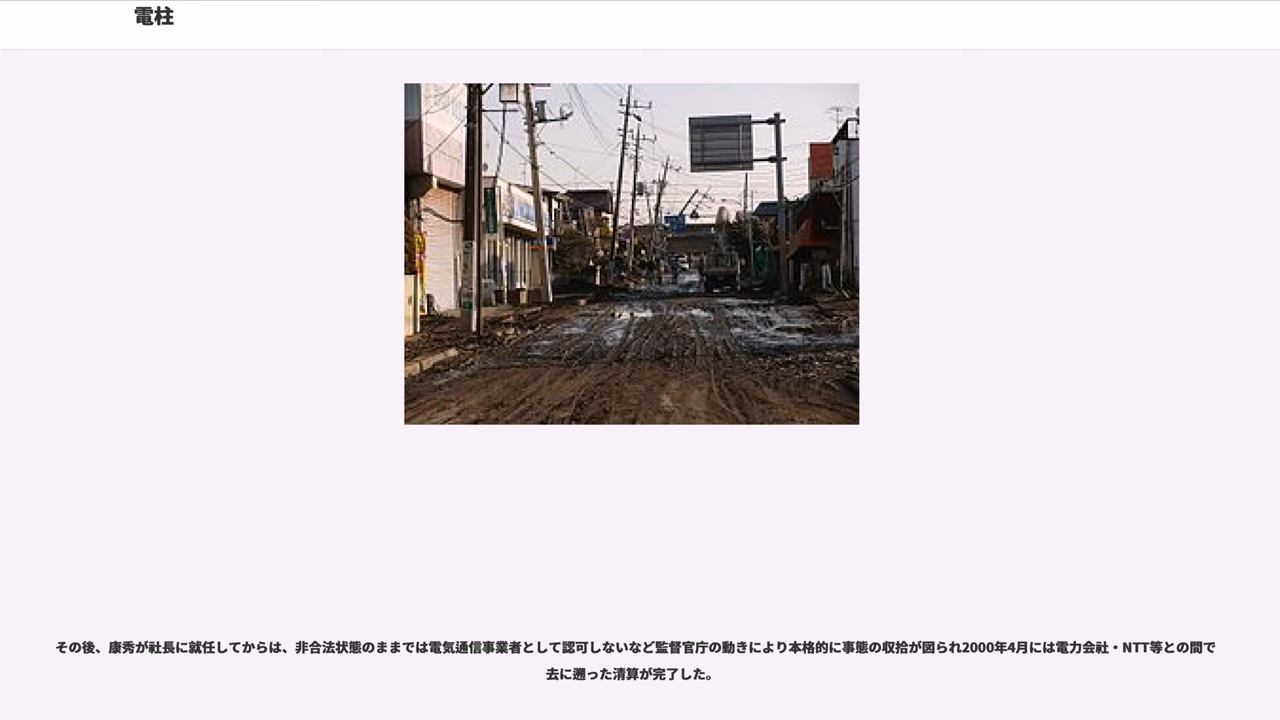 電柱
その後、康秀が社長に就任してからは、非合法状態のままでは電気通信事業者として認可しないなど監督官庁の動きにより本格的に事態の収拾が図られ2000年4月には電力会社・NTT等との間で
去に遡った清算が完了した。